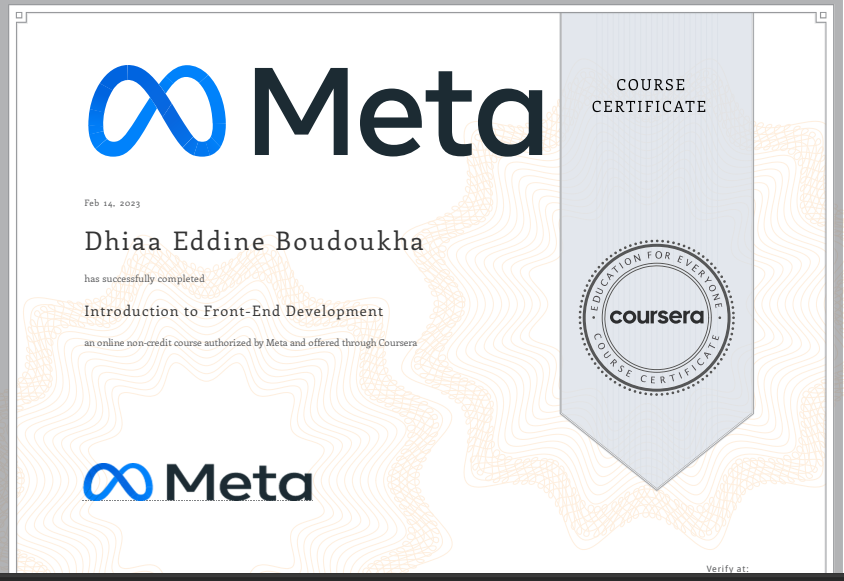 Meta
COURSE
CERTIFICATE
Feb 14, 2023
Dhiaa Eddine Boudoukha
has successfully completed
Introduction to Front-End Development
an online non-credit course authorized by Meta and offered through Coursera
EDUCATION FOR EVERYONE
coursera
COURSE CERTIFICATE
Meta
Verify at: